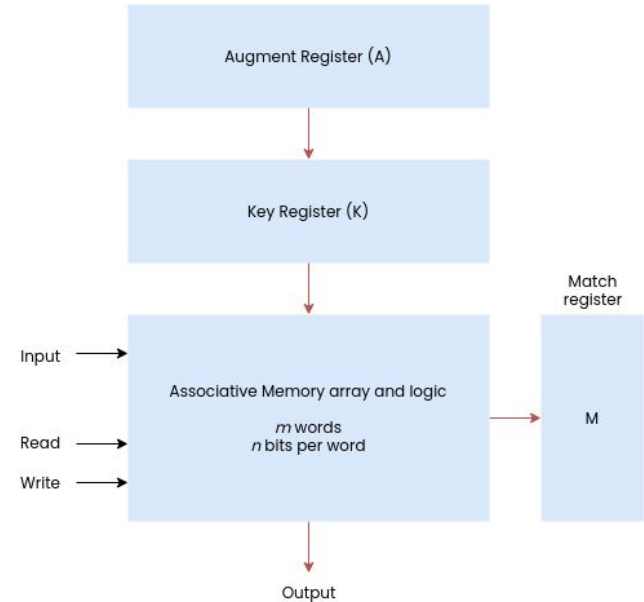 Augment Register (A)
Key Register (K)
Match
register
Input
Associative Memory array and logic
m words
n bits per word
M
Read
Write
Output